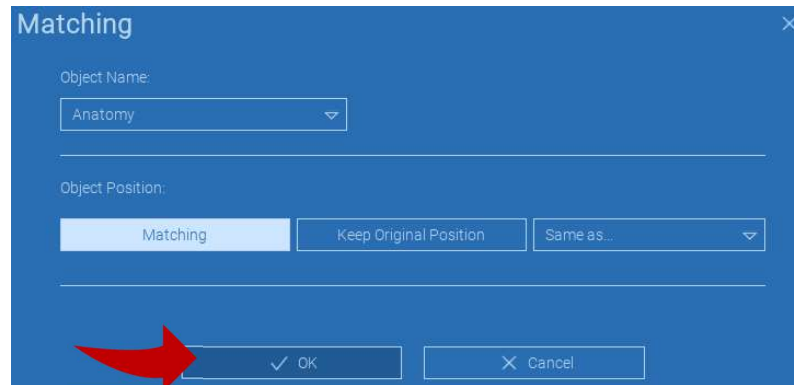 Matching
Object Name:
Anatomy
Object Position:
Matching Keep Original Position Same as...
OK Cancel